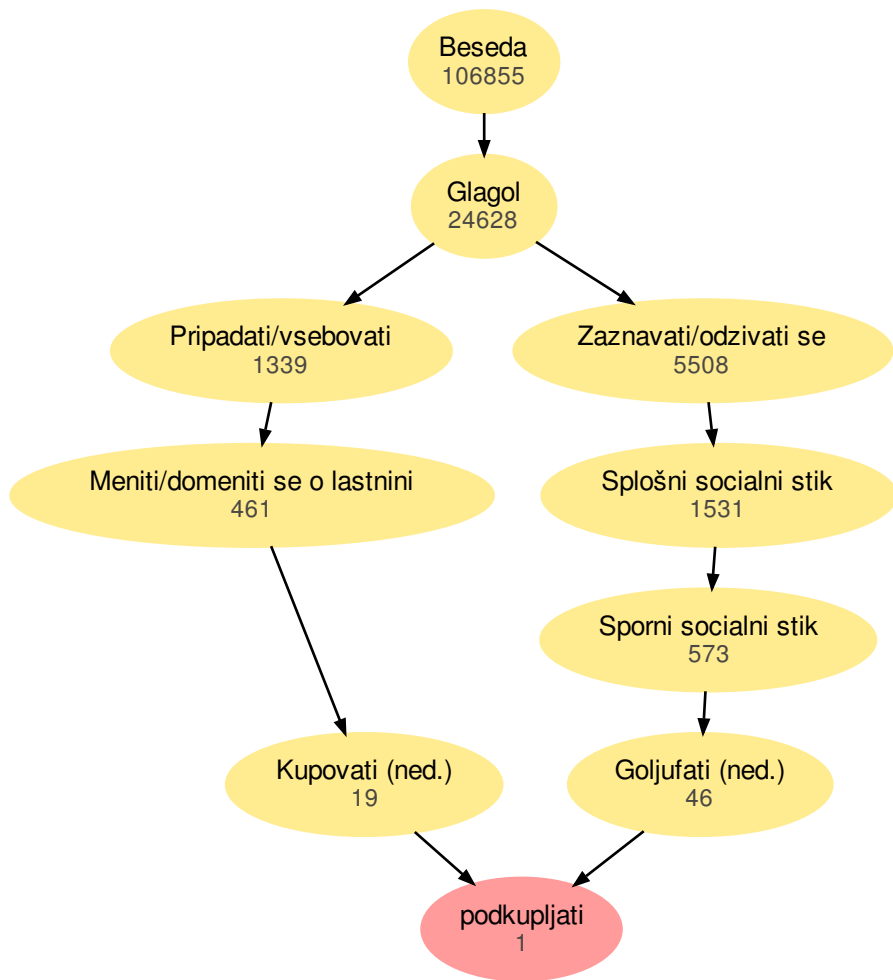 Beseda
106855
Glagol
24628
Pripadati/vsebovati
1339
Zaznavati/odzivati se
5508
Meniti/domeniti se o lastnini
461
Splošni socialni stik
1531
Sporni socialni stik
573
Kupovati (ned.)
19
Goljufati (ned.)
46
podkupljati
1